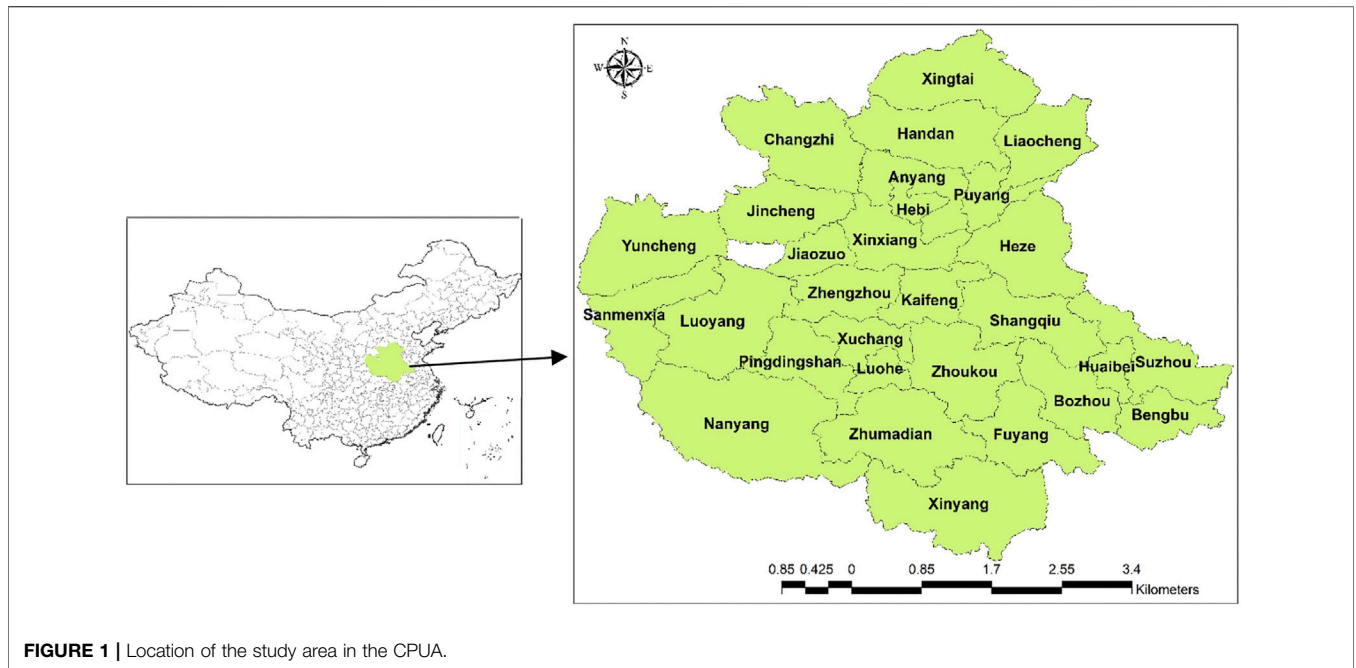 N
W E
S
Xingtai
Changzhi
Handan
Liaocheng
Anyang
Puyang
Hebi
Jincheng
Xinxiang
Yuncheng
Jiaozuo
Heze
Zhengzhou
Kaifeng
Sanmenxia
Luoyang
Shangqiu
Xuchang
Pingdingshan
Luohe
Zhoukou
Huaibei
Suzhou
Bozhou
Bengbu
Nanyang
Zhumadian
Fuyang
Xinyang
0.85 0.425 0 0.85 1.7 2.55 3.4
Kilometers
FIGURE 1 | Location of the study area in the CPUA.